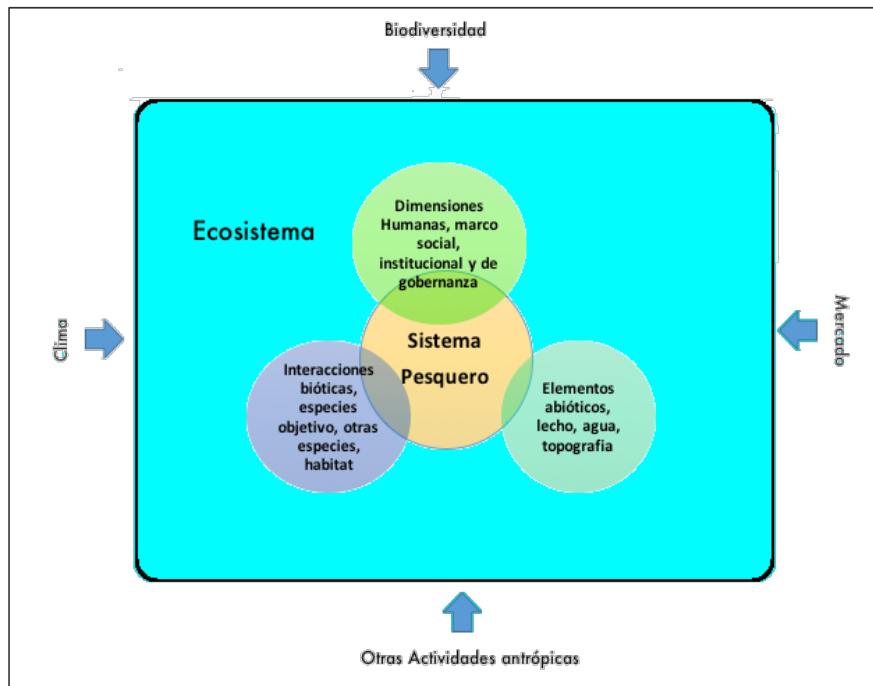 Biodiversidad
Ecosistema
Dimensiones
Humanas, marco
social,
institucional y de
gobernanza
Clima
Mercado
Sistema
Pesquero
Interacciones
bióticas,
especies
objetivo, otras
especies,
habitat
Elementos
abióticos,
lecho, agua,
topografia
Otras Actividades antrópicas